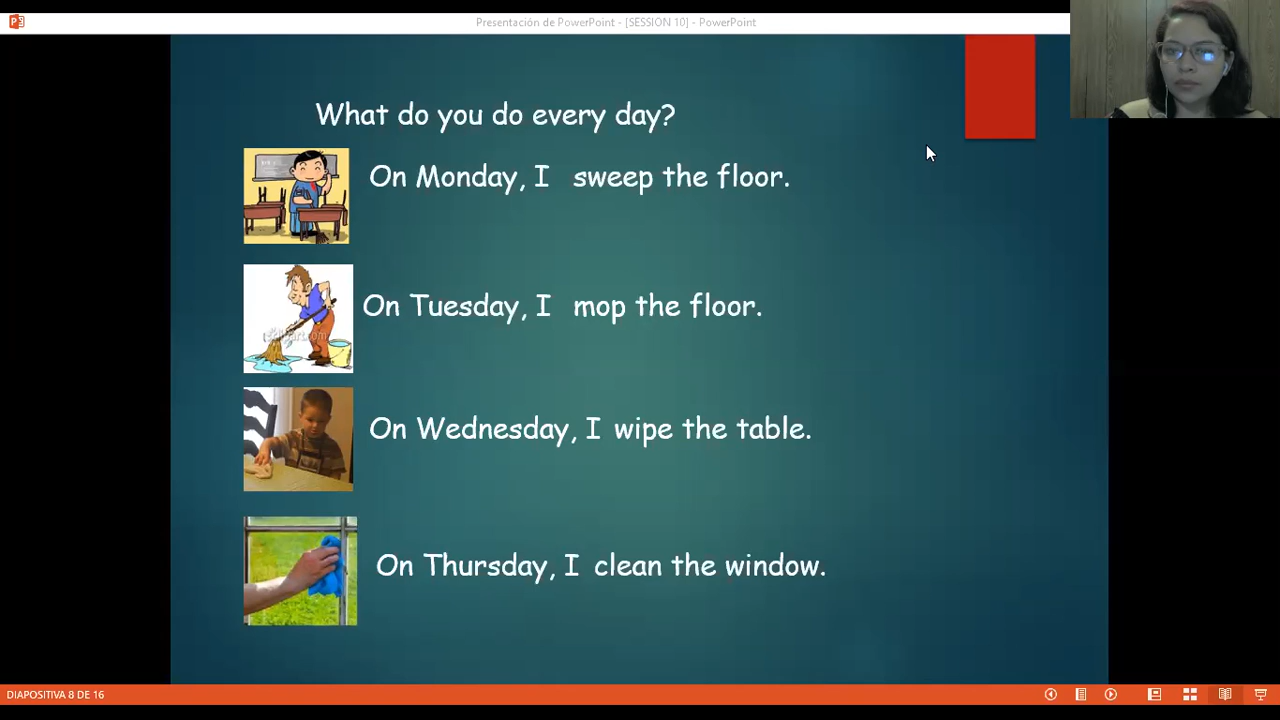 Presentación de PowerPoint - [SESSION 10] - PowerPoint
What do you do every day?
On Monday, I sweep the floor.
On Tuesday, I mop the floor.
On Wednesday, I wipe the table.
On Thursday, I clean the window.
DIAPOSITIVA 8 DE 16